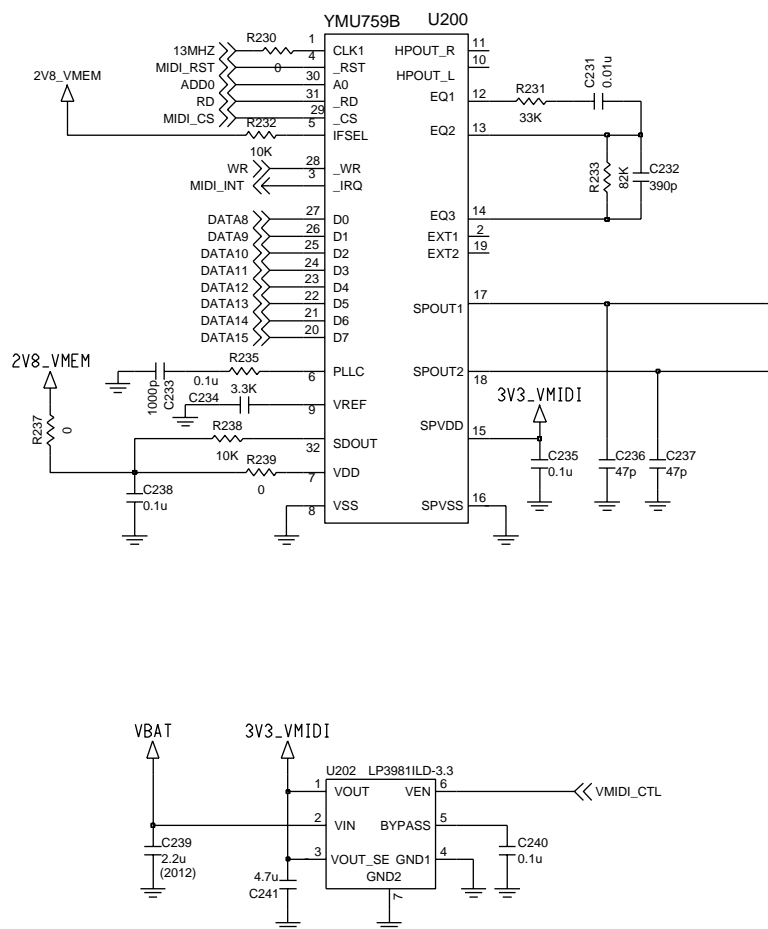 YMU759B U200
R230
13MHZ 1 CLK1 HPOUT_R 11
0
MIDI_RST 4 _RST HPOUT_L 10
2V8_VMEM
ADD0 30 A0
RD 31 _RD EQ1 12 R231 33K C231 0.01u
MIDI_CS 29 _CS
R232 10K 5 IFSEL EQ2 13
WR 28 _WR
MIDI_INT 3 _IRQ
R233 82K C232 390p
DATA8 27 D0 EQ3 14
DATA9 26 D1 EXT1 2
DATA10 25 D2 EXT2 19
DATA11 24 D3
DATA12 23 D4
DATA13 22 D5 SPOUT1 17
DATA14 21 D6
DATA15 20 D7
2V8_VMEM
1000p C233 0.1u R235 6 PLLC SPOUT2 18
C234 3.3K 9 VREF
3V3_VMIDI
R237 0
R238 10K 32 SDOUT SPVDD 15
R239 0 7 VDD
C235 0.1u
C236 47p
C237 47p
C238 0.1u
8 VSS SPVSS 16
VBAT 3V3_VMIDI
U202 LP3981ILD-3.3
1 VOUT VEN 6 VMIDI_CTL
2 VIN BYPASS 5
3 VOUT_SE GND1 4
GND2 7
C239 2.2u (2012)
4.7u C241
C240 0.1u